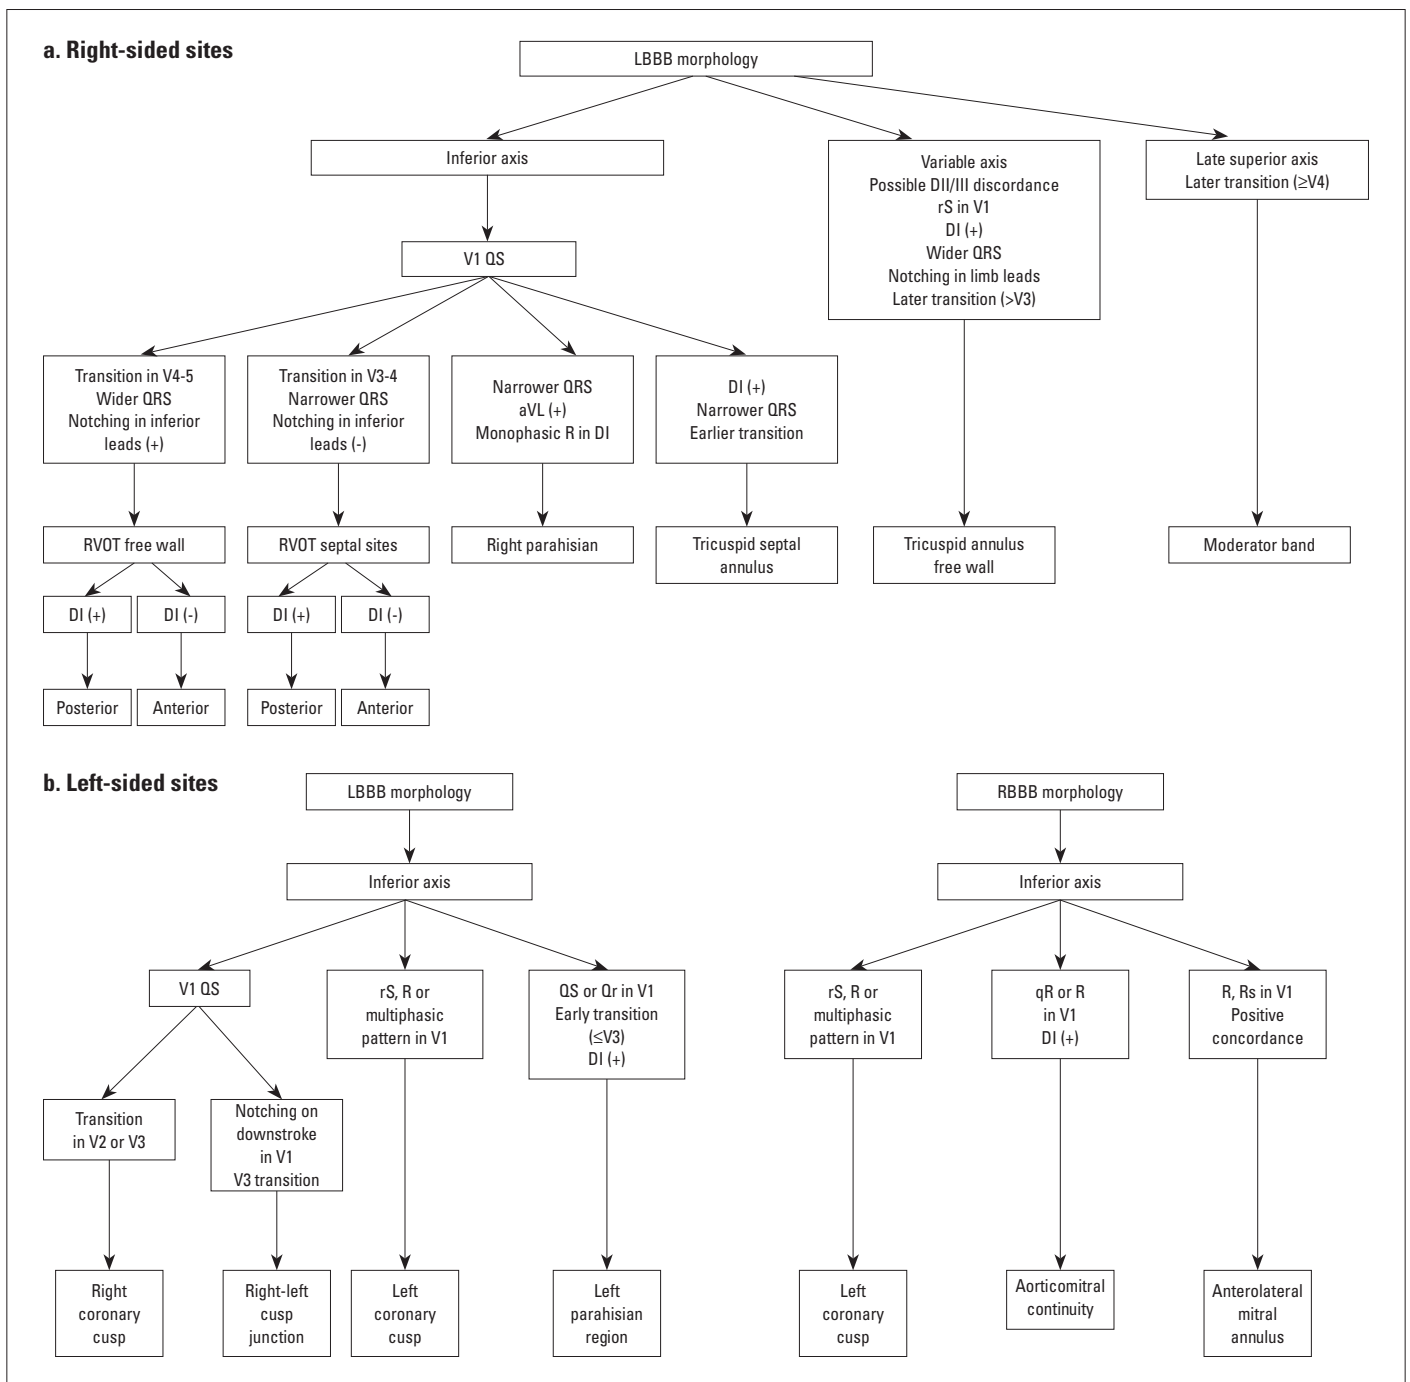 a. Right-sided sites
LBBB morphology
Inferior axis
Variable axis
Possible DII/III discordance
rS in V1
DI (+)
Wider QRS
Notching in limb leads
Later transition (>V3)
Late superior axis
Later transition (≥V4)
V1 QS
Transition in V4-5
Wider QRS
Notching in inferior
leads (+)
Transition in V3-4
Narrower QRS
Notching in inferior
leads (-)
Narrower QRS
aVL (+)
Monophasic R in DI
DI (+)
Narrower QRS
Earlier transition
RVOT free wall
RVOT septal sites
Right parahisian
Tricuspid septal
annulus
Tricuspid annulus
free wall
Moderator band
DI (+)
DI (-)
DI (+)
DI (-)
Posterior
Anterior
Posterior
Anterior
b. Left-sided sites
LBBB morphology
RBBB morphology
Inferior axis
Inferior axis
V1 QS
rS, R or
multiphasic
pattern in V1
QS or Qr in V1
Early transition
(≤V3)
DI (+)
rS, R or
multiphasic
pattern in V1
qR or R
in V1
DI (+)
R, Rs in V1
Positive
concordance
Transition
in V2 or V3
Notching on
downstroke
in V1
V3 transition
Right
coronary
cusp
Right-left
cusp
junction
Left
coronary
cusp
Left
parahisian
region
Left
coronary
cusp
Aorticomitral
continuity
Anterolateral
mitral
annulus